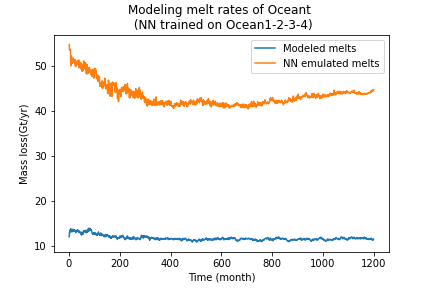 Modeling melt rates of Oceant
(NN trained on Ocean1-2-3-4)
Modeled melts
NN emulated melts
Mass loss(Gt/yr)
50
40
30
20
10
0 200 400 600 800 1000 1200
Time (month)